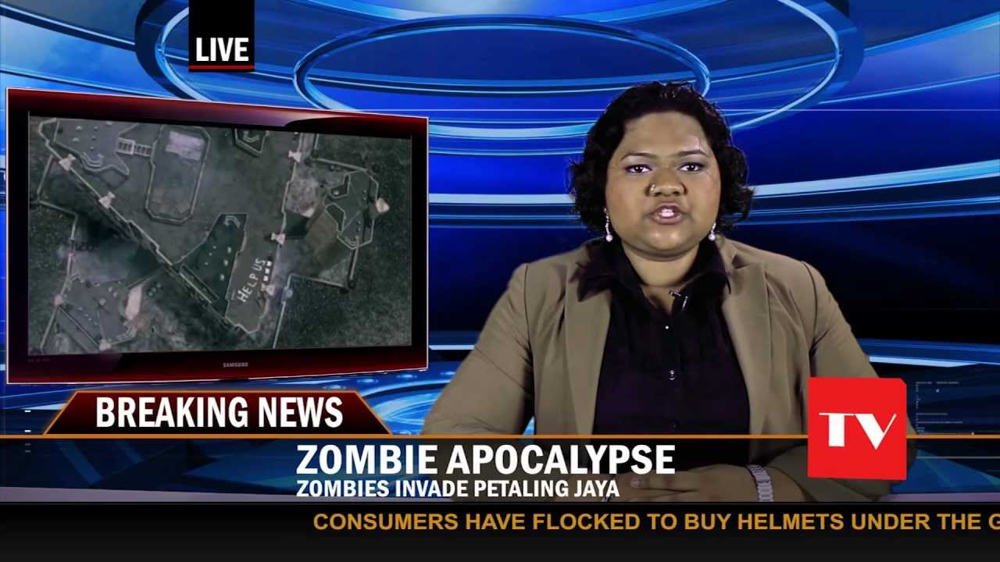 LIVE
HELP US
SAMSUNG
BREAKING NEWS
ZOMBIE APOCALYPSE
ZOMBIES INVADE PETALING JAYA
TV
CONSUMERS HAVE FLOCKED TO BUY HELMETS UNDER THE G